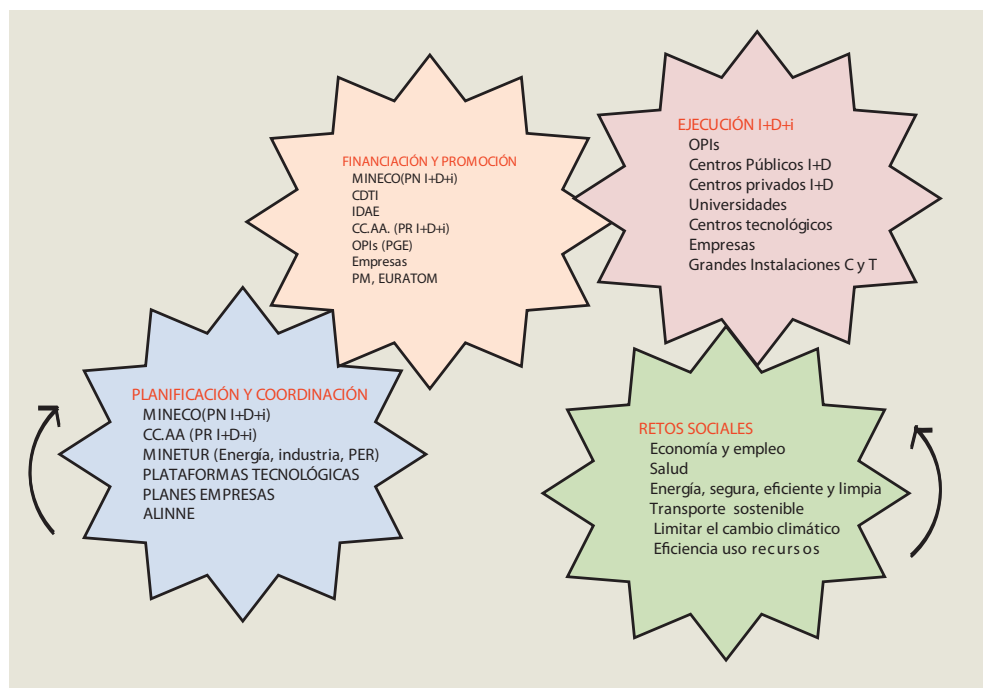 FINANCIACIÓN Y PROMOCIÓN
MINECO(PN I+D+i)
CDTI
IDAE
CC.AA. (PR I+D+i)
OPIs (PGE)
Empresas
PM, EURATOM
EJECUCIÓN I+D+i
OPIs
Centros Públicos I+D
Centros privados I+D
Universidades
Centros tecnológicos
Empresas
Grandes Instalaciones C y T
PLANIFICACIÓN Y COORDINACIÓN
MINECO(PN I+D+i)
CC.AA (PR I+D+i)
MINETUR (Energía, industria, PER)
PLATAFORMAS TECNOLÓGICAS
PLANES EMPRESAS
ALINNE
RETOS SOCIALES
Economía y empleo
Salud
Energía, segura, eficiente y limpia
Transporte sostenible
Limitar el cambio climático
Eficiencia uso recursos